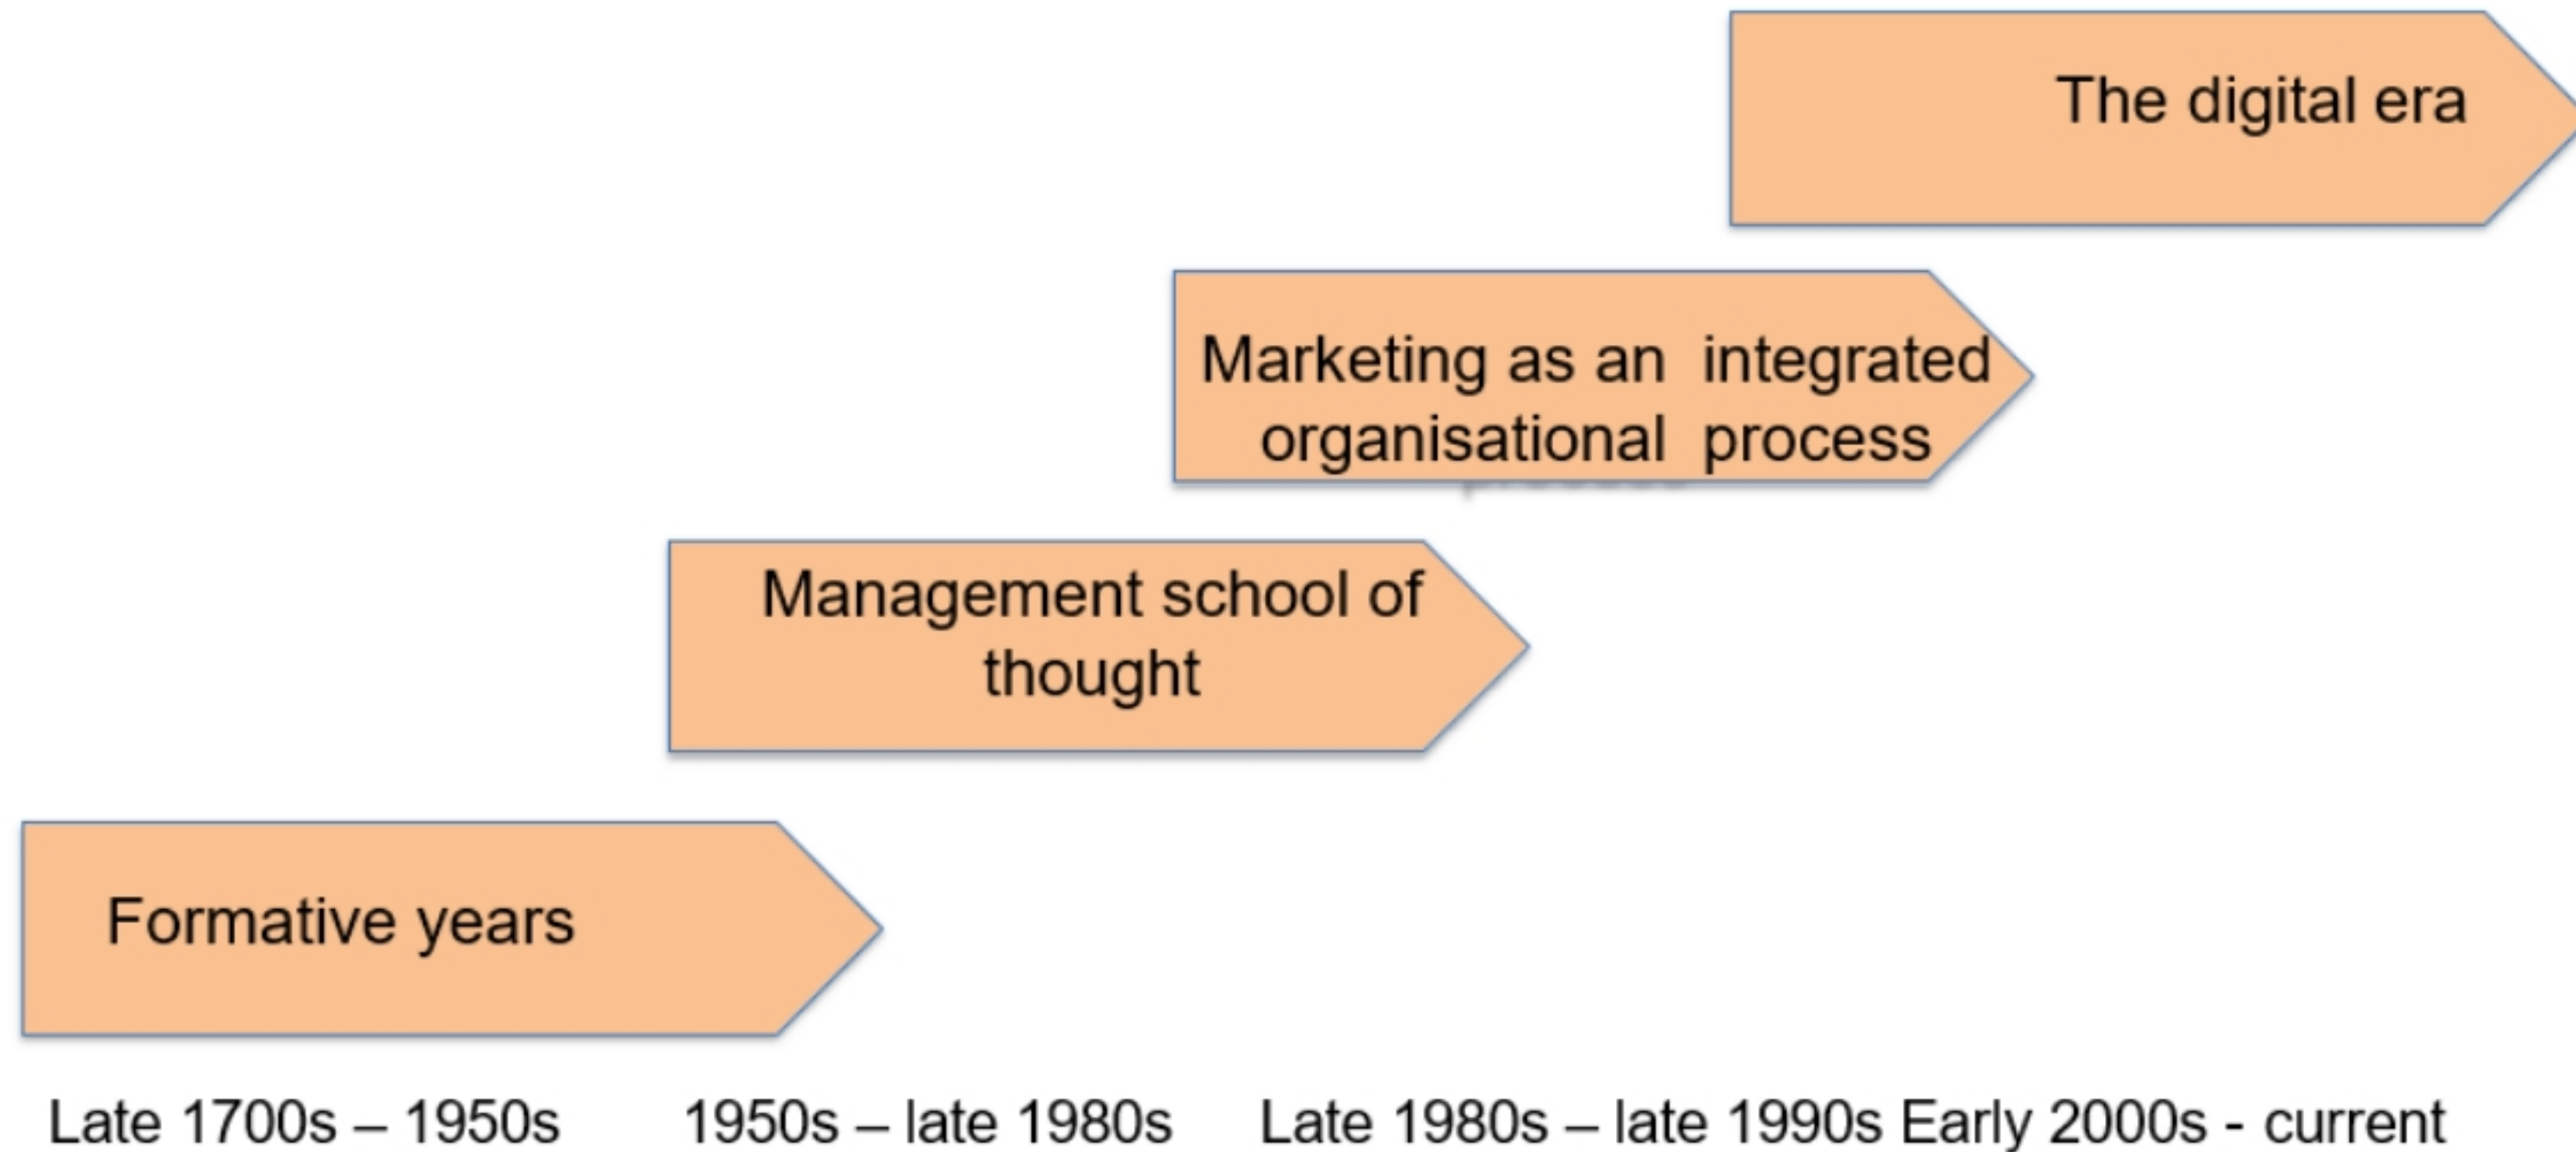 The digital era
Marketing as an integrated
organisational process
Management school of
thought
Formative years
Late 1700s – 1950s
1950s – late 1980s
Late 1980s – late 1990s
Early 2000s - current